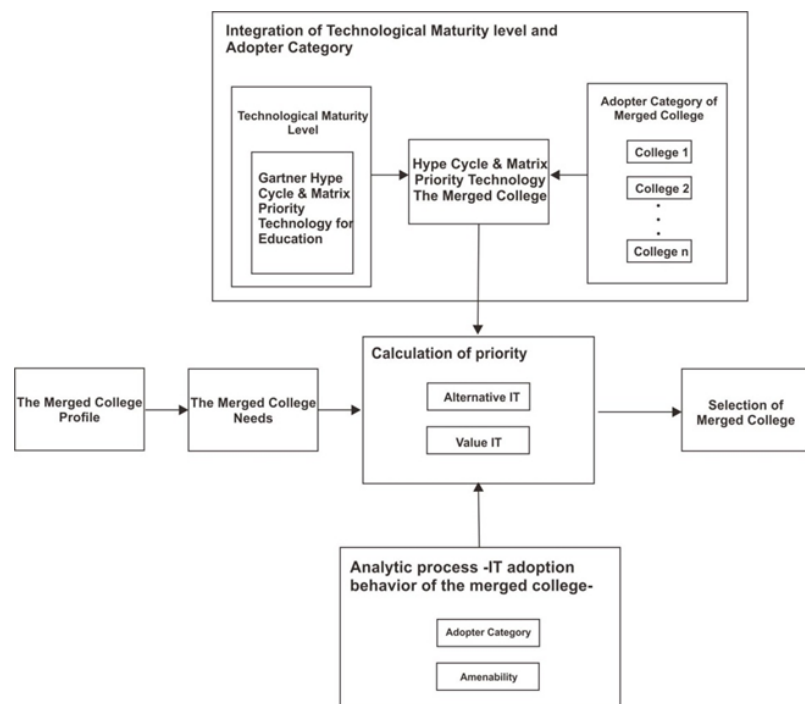 Integration of Technological Maturity level and
Adopter Category
Technological Maturity
Level
Gartner Hype
Cycle & Matrix
Priority
Technology for
Education
Hype Cycle & Matrix
Priority Technology
The Merged College
Adopter Category of
Merged College
College 1
College 2
College n
The Merged College
Profile
The Merged College
Needs
Calculation of priority
Alternative IT
Value IT
Selection of
Merged College
Analytic process -IT adoption
behavior of the merged college-
Adopter Category
Amenability